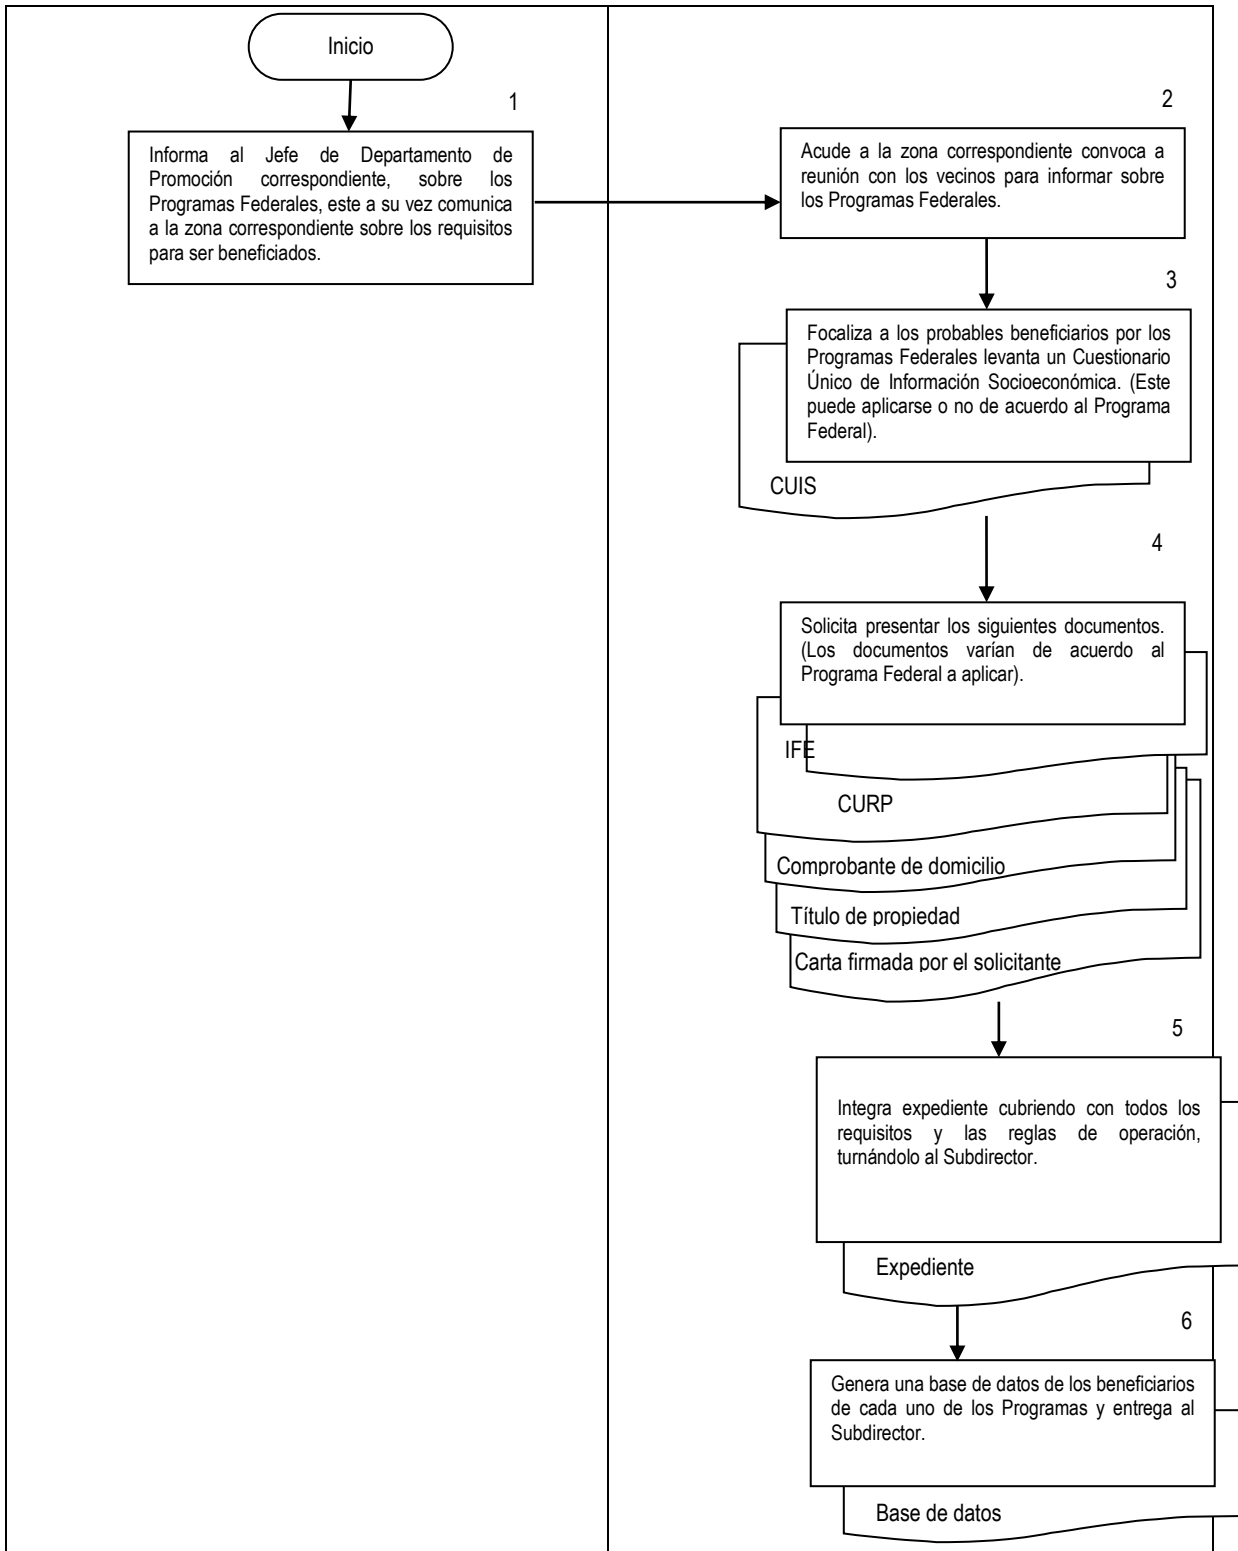 Inicio
1
Informa al Jefe de Departamento de
Promoción correspondiente, sobre los
Programas Federales, este a su vez comunica
a la zona correspondiente sobre los requisitos
para ser beneficiados.
2
Acude a la zona correspondiente convoca a
reunión con los vecinos para informar sobre
los Programas Federales.
3
Focaliza a los probables beneficiarios por los
Programas Federales levanta un Cuestionario
Único de Información Socioeconómica. (Este
puede aplicarse o no de acuerdo al Programa
Federal).
CUIS
4
Solicita presentar los siguientes documentos.
(Los documentos varían de acuerdo al
Programa Federal a aplicar).
IFE
CURP
Comprobante de domicilio
Título de propiedad
Carta firmada por el solicitante
5
Integra expediente cubriendo con todos los
requisitos y las reglas de operación,
turnándolo al Subdirector.
Expediente
6
Genera una base de datos de los beneficiarios
de cada uno de los Programas y entrega al
Subdirector.
Base de datos